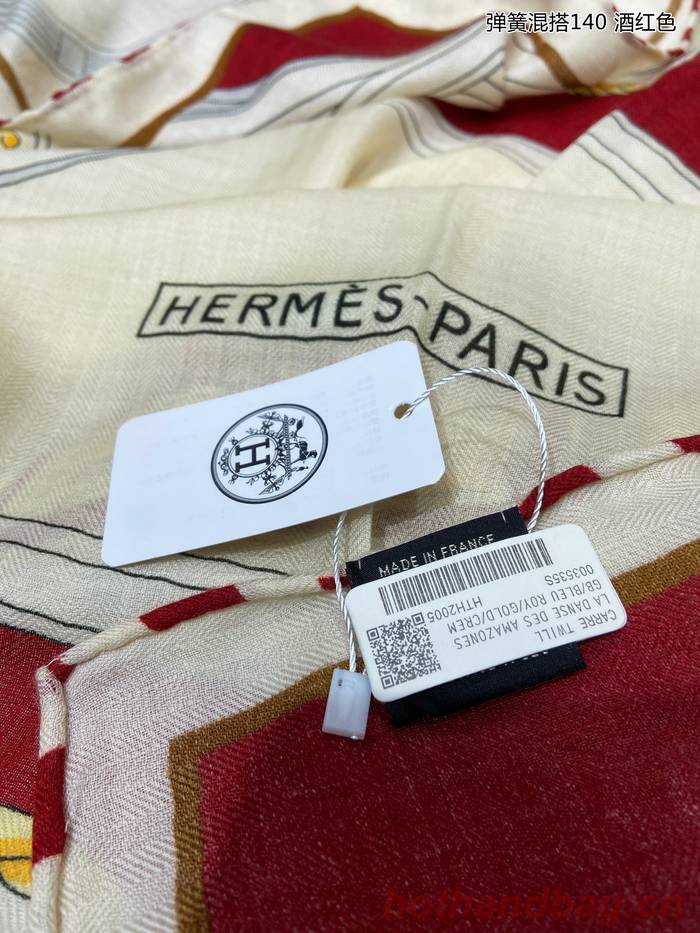 弹簧混搭140 酒红色
HERMÈS-PARIS
H
MADE IN FRANCE
CARRE TWILL
LA DANSE DES AMAZONES
GB/BLEU ROY/GOLD/CREM
HTH2005
003535S
hothandbag.cn